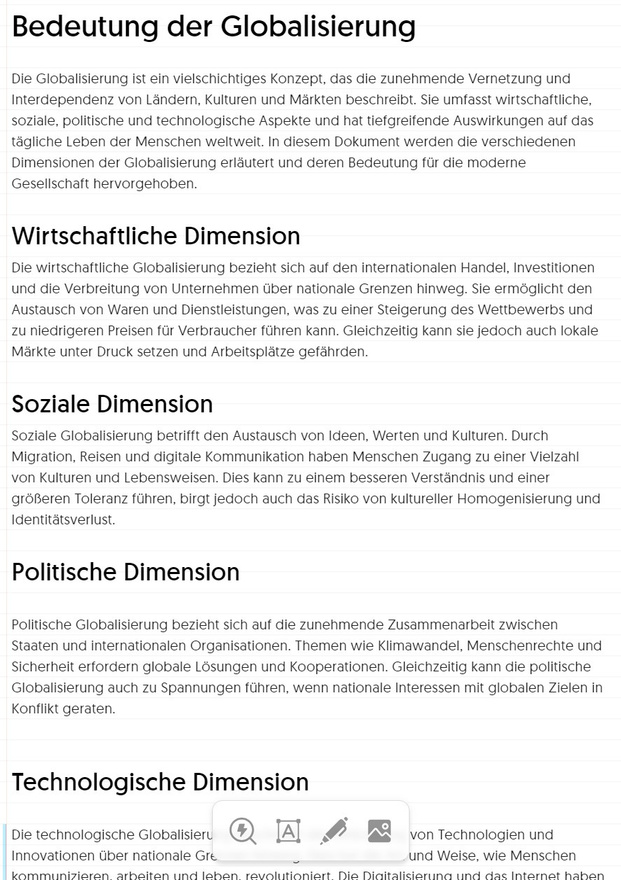 Bedeutung der Globalisierung
Die Globalisierung ist ein vielschichtiges Konzept, das die zunehmende Vernetzung und
Interdependenz von Ländern, Kulturen und Märkten beschreibt. Sie umfasst wirtschaftliche,
soziale, politische und technologische Aspekte und hat tiefgreifende Auswirkungen auf das
tägliche Leben der Menschen weltweit. In diesem Dokument werden die verschiedenen
Dimensionen der Globalisierung erläutert und deren Bedeutung für die moderne
Gesellschaft hervorgehoben.
Wirtschaftliche Dimension
Die wirtschaftliche Globalisierung bezieht sich auf den internationalen Handel, Investitionen
und die Verbreitung von Unternehmen über nationale Grenzen hinweg. Sie ermöglicht den
Austausch von Waren und Dienstleistungen, was zu einer Steigerung des Wettbewerbs und
zu niedrigeren Preisen für Verbraucher führen kann. Gleichzeitig kann sie jedoch auch lokale
Märkte unter Druck setzen und Arbeitsplätze gefährden.
Soziale Dimension
Soziale Globalisierung betrifft den Austausch von Ideen, Werten und Kulturen. Durch
Migration, Reisen und digitale Kommunikation haben Menschen Zugang zu einer Vielzahl
von Kulturen und Lebensweisen. Dies kann zu einem besseren Verständnis und einer
größeren Toleranz führen, birgt jedoch auch das Risiko von kultureller Homogenisierung und
Identitätsverlust.
Politische Dimension
Politische Globalisierung bezieht sich auf die zunehmende Zusammenarbeit zwischen
Staaten und internationalen Organisationen. Themen wie Klimawandel, Menschenrechte und
Sicherheit erfordern globale Lösungen und Kooperationen. Gleichzeitig kann die politische
Globalisierung auch zu Spannungen führen, wenn nationale Interessen mit globalen Zielen in
Konflikt geraten.
Technologische Dimension
Die technologische von Technologien und
Innovationen über nationale und Weise, wie Menschen
kommunizieren, arbeiten und leben, revolutioniert. Die Digitalisierung und das Internet haben